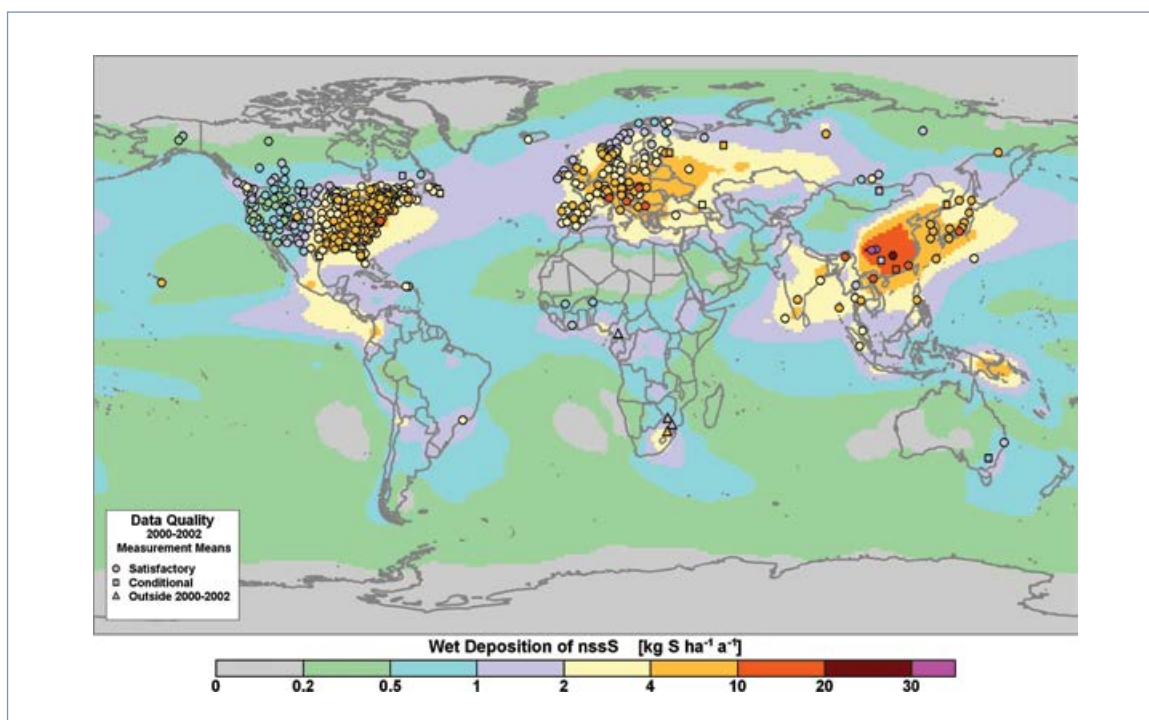 Data Quality
2000-2002
Measurement Means
Satisfactory
Conditional
Outside 2000-2002
Wet Deposition of nssS [kg S ha⁻¹ a⁻¹]
0 0.2 0.5 1 2 4 10 20 30